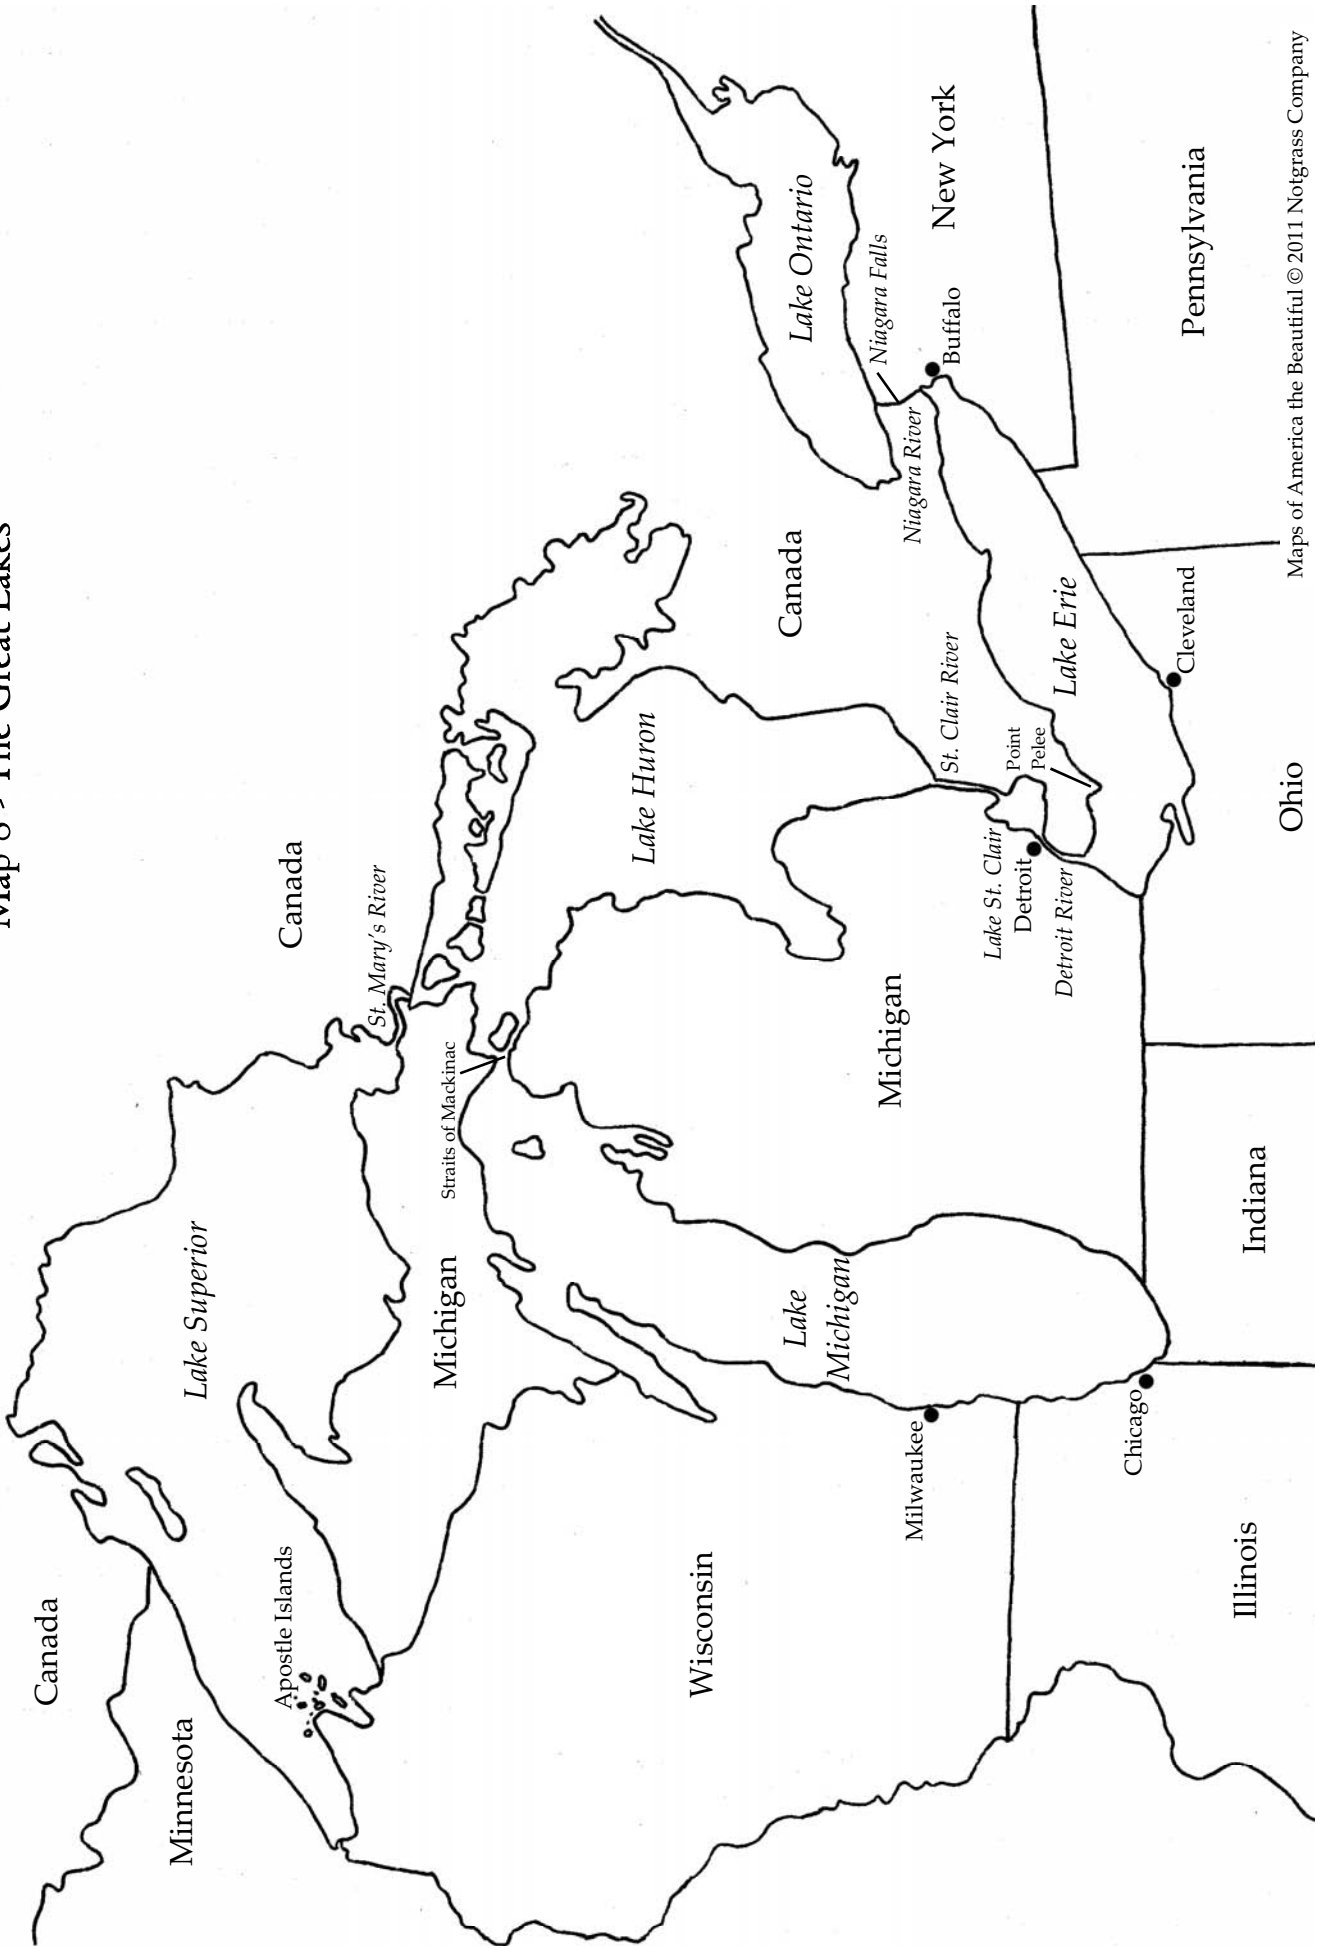 The Great Lakes
Canada
Minnesota
Lake Superior
Apostle Islands
Canada
St. Mary's River
Michigan
Straits of Mackinac
Wisconsin
Lake Huron
Lake
Michigan
Michigan
Canada
Lake Ontario
Niagara Falls
New York
Niagara River
Buffalo
St. Clair River
Lake St. Clair
Point
Pelee
Detroit
Detroit River
Lake Erie
Milwaukee
Chicago
Cleveland
Pennsylvania
Illinois
Indiana
Ohio
Maps of America the Beautiful © 2011 Notgrass Company